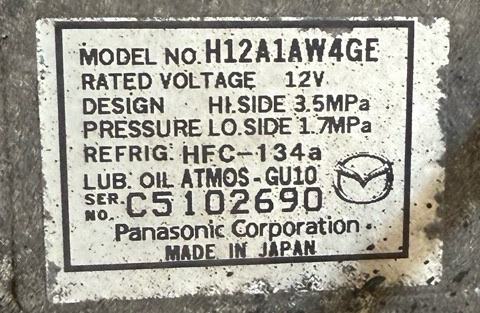 MODEL NO. H12A1AW4GE
RATED VOLTAGE 12V
DESIGN HI.SIDE 3.5MPa
PRESSURE LO.SIDE 1.7MPa
REFRIG. HFC-134a
LUB. OIL ATMOS-GU10
SER. NO. C5102690
Panasonic Corporation
MADE IN JAPAN